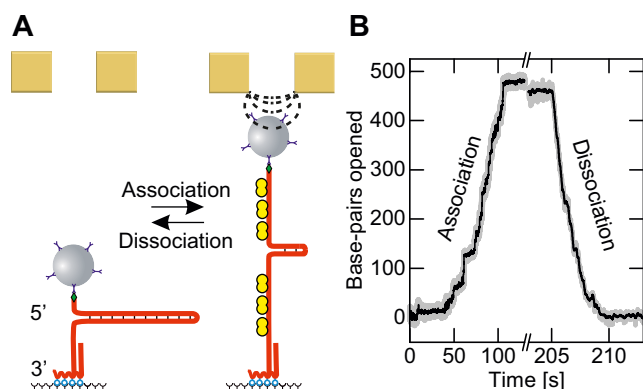 A
Association
Dissociation
5’
3’
B
Base-pairs opened
500
400
300
200
100
0
Association
Dissociation
0 50 100 205 210
Time [s]